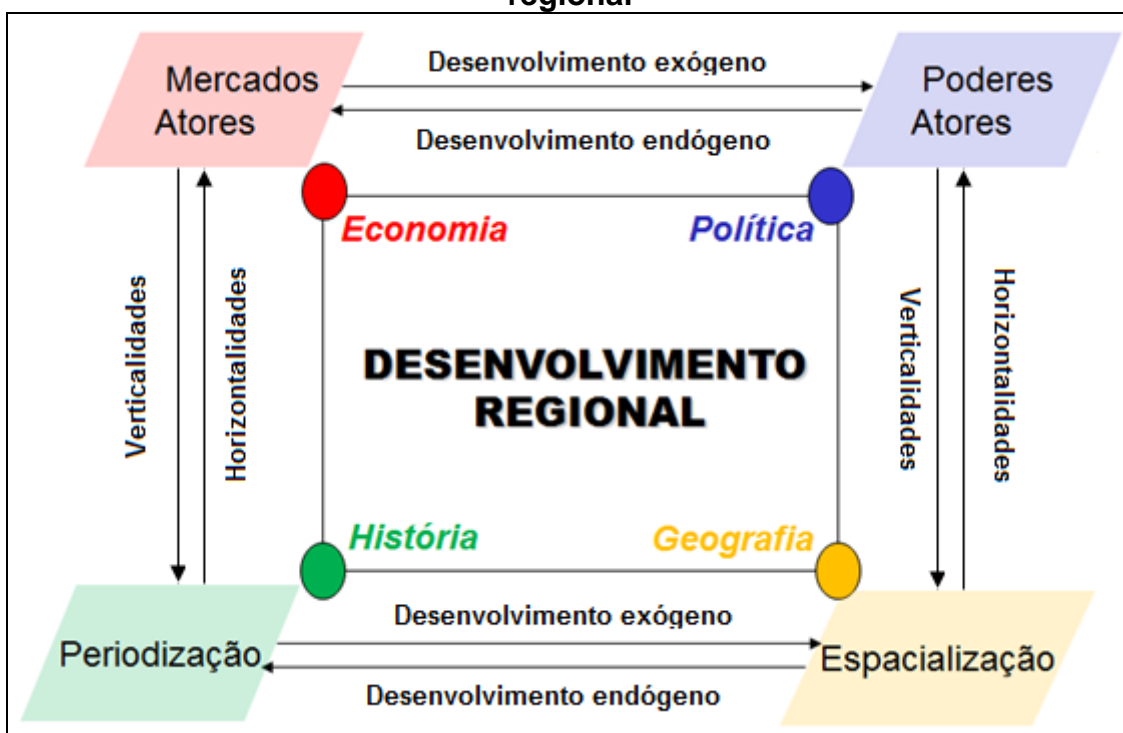 regional
Mercados
Atores
Desenvolvimento exógeno
Desenvolvimento endógeno
Poderes
Atores
Economia
Política
Verticalidades
Horizontalidades
DESENVOLVIMENTO
REGIONAL
Verticalidades
Horizontalidades
História
Geografia
Periodização
Desenvolvimento exógeno
Desenvolvimento endógeno
Espacialização